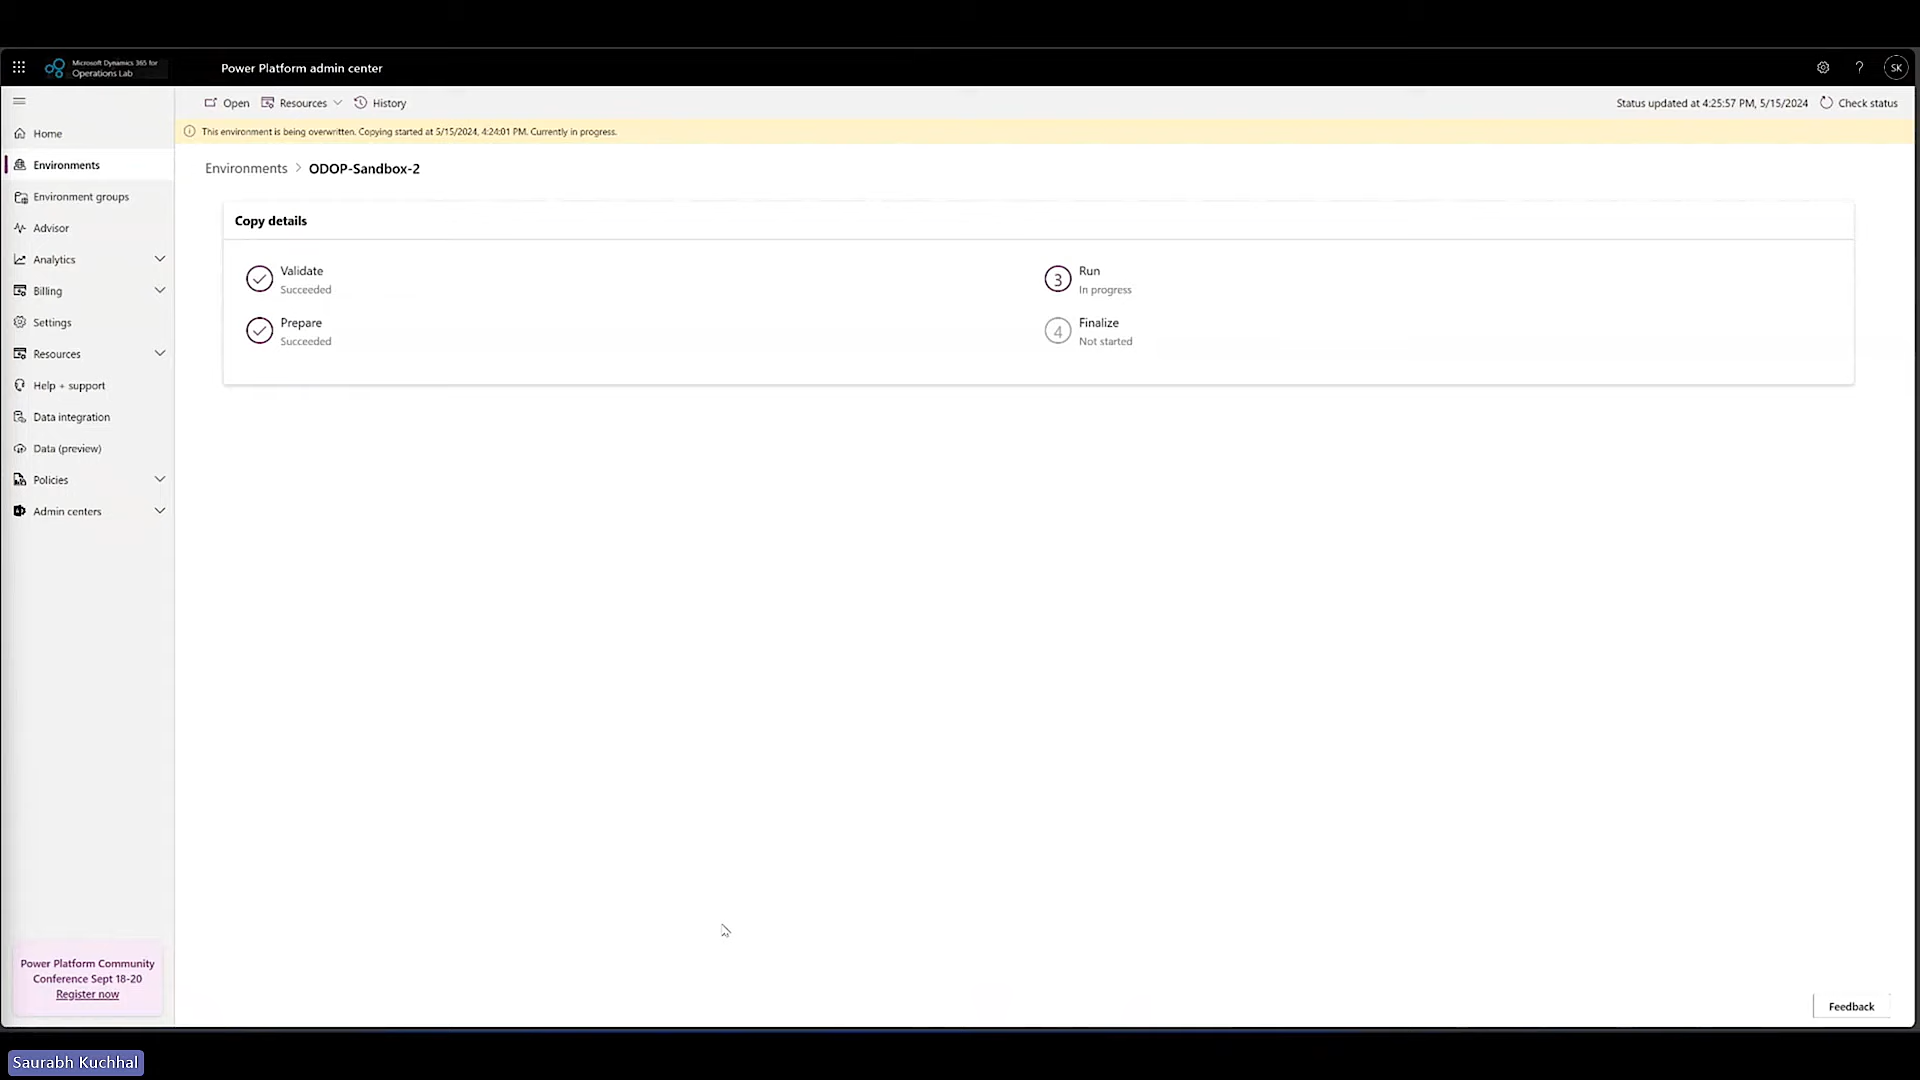 Microsoft Dynamics 365 for
Operations Lab
Power Platform admin center
?
SK
Open
Resources
History
Status updated at 4:25:57 PM, 5/15/2024
Check status
This environment is being overwritten. Copying started at 5/15/2024, 4:24:01 PM. Currently in progress.
Home
Environments
Environment groups
Advisor
Analytics
Billing
Settings
Resources
Help + support
Data integration
Data (preview)
Policies
Admin centers
Environments > ODOP-Sandbox-2
Copy details
Validate
Succeeded
Prepare
Succeeded
3
Run
In progress
4
Finalize
Not started
Power Platform Community
Conference Sept 18-20
Register now
Feedback
Saurabh Kuchhal